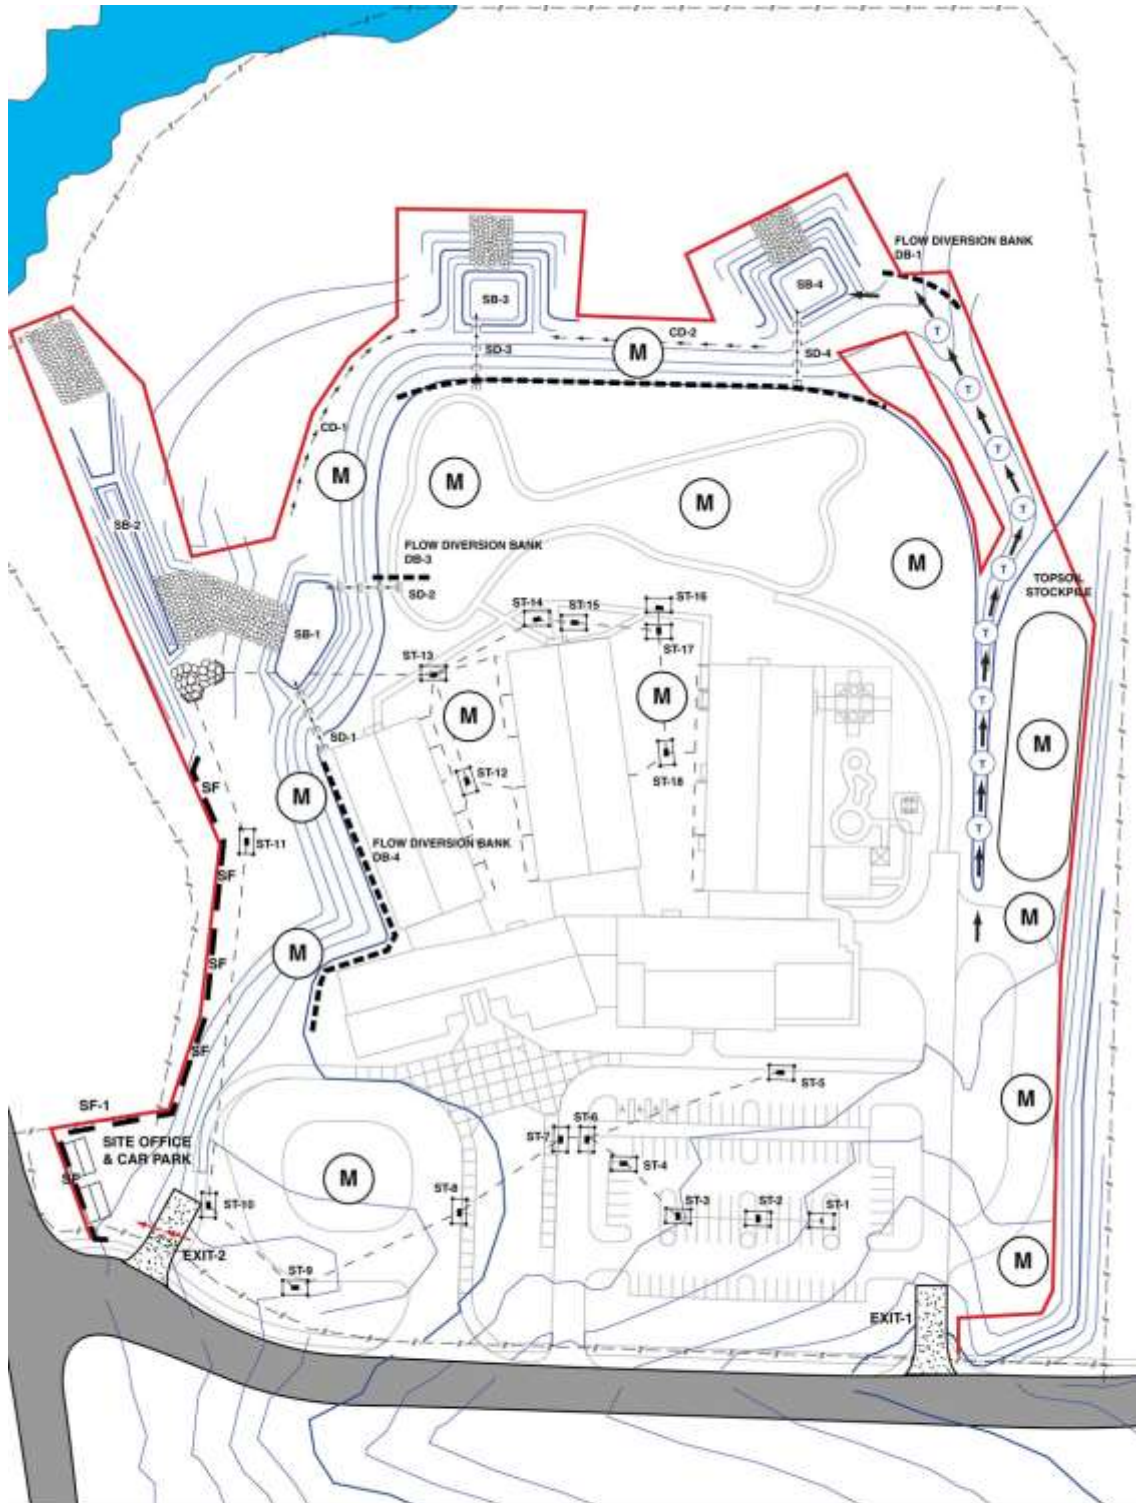 FLOW DIVERSION BANK
DB-1
SB-3
SB-4
CD-2
SD-3
M
SD-4
T
T
CD-1
M
M
M
T
SB-2
T
FLOW DIVERSION BANK
DB-3
M
T
SD-2
TOPSOIL
STOCKPILE
ST-14
ST-15
ST-16
SB-1
T
ST-17
ST-13
M
M
T
SD-1
M
ST-18
T
ST-12
SF
M
T
ST-11
FLOW DIVERSION BANK
DB-4
SF
M
M
SF
SF
ST-5
SF-1
M
ST-6
ST-7
SITE OFFICE
& CAR PARK
ST-4
SF
M
ST-10
ST-8
ST-3
ST-2
ST-1
EXIT-2
M
ST-9
EXIT-1